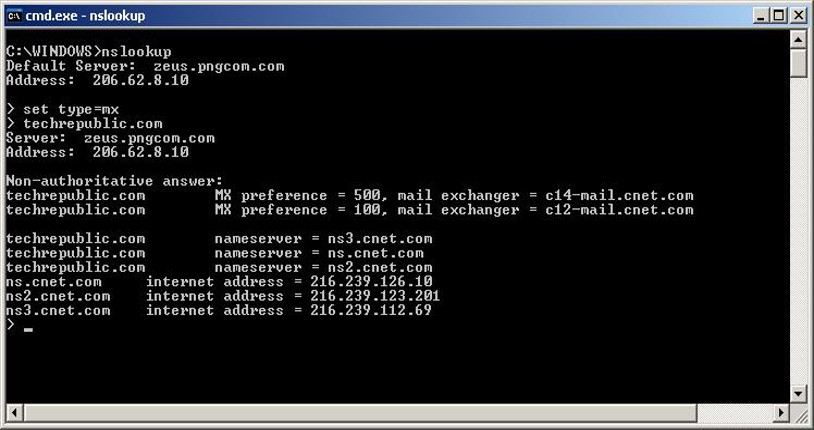 cmd.exe - nslookup
C:\WINDOWS>nslookup
Default Server:  zeus.pngcom.com
Address:  206.62.8.10
> set type=mx
> techrepublic.com
Server:  zeus.pngcom.com
Address:  206.62.8.10
Non-authoritative answer:
techrepublic.com        MX preference = 500, mail exchanger = c14-mail.cnet.com
techrepublic.com        MX preference = 100, mail exchanger = c12-mail.cnet.com
techrepublic.com        nameserver = ns3.cnet.com
techrepublic.com        nameserver = ns.cnet.com
techrepublic.com        nameserver = ns2.cnet.com
ns.cnet.com     internet address = 216.239.126.10
ns2.cnet.com    internet address = 216.239.123.201
ns3.cnet.com    internet address = 216.239.112.69
> _